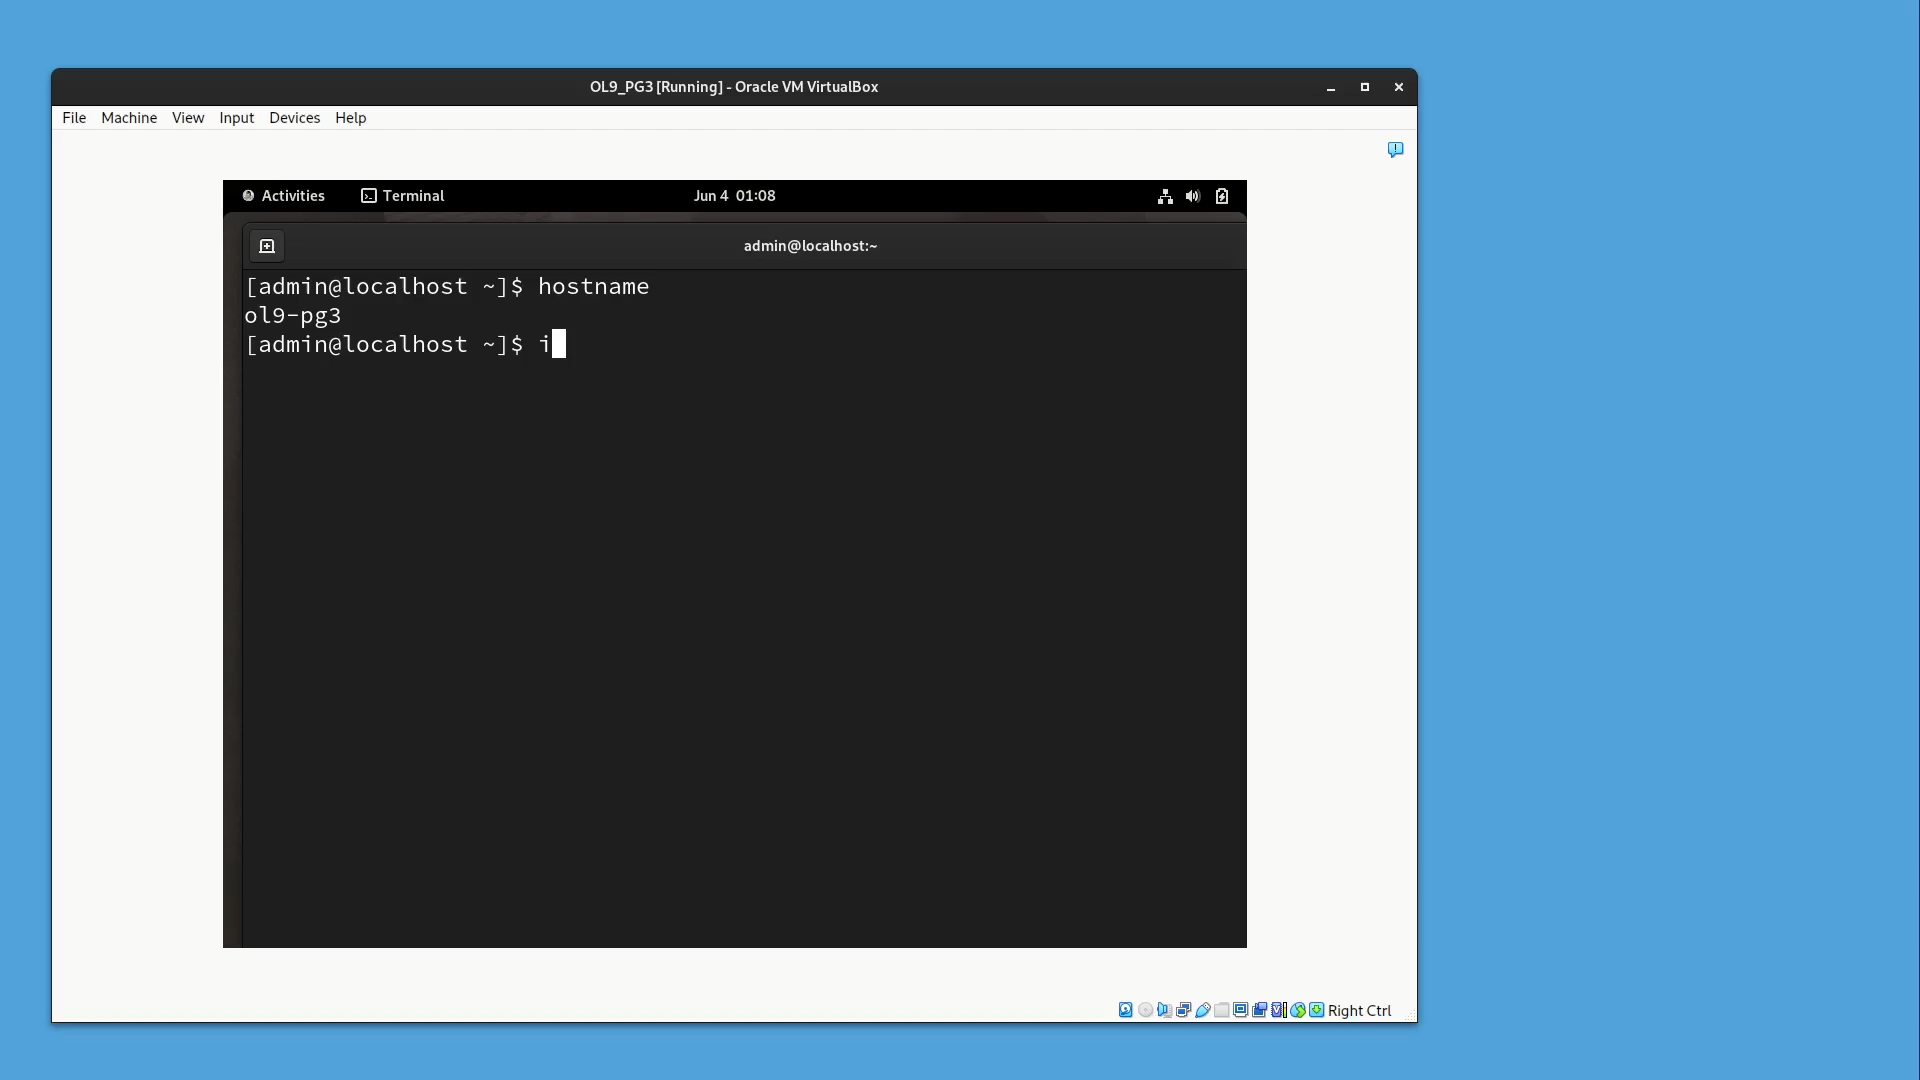 OL9_PG3 [Running] - Oracle VM VirtualBox
File Machine View Input Devices Help
Activities Terminal Jun 4 01:08
admin@localhost:~
[admin@localhost ~]$ hostname
ol9-pg3
[admin@localhost ~]$ i
Right Ctrl